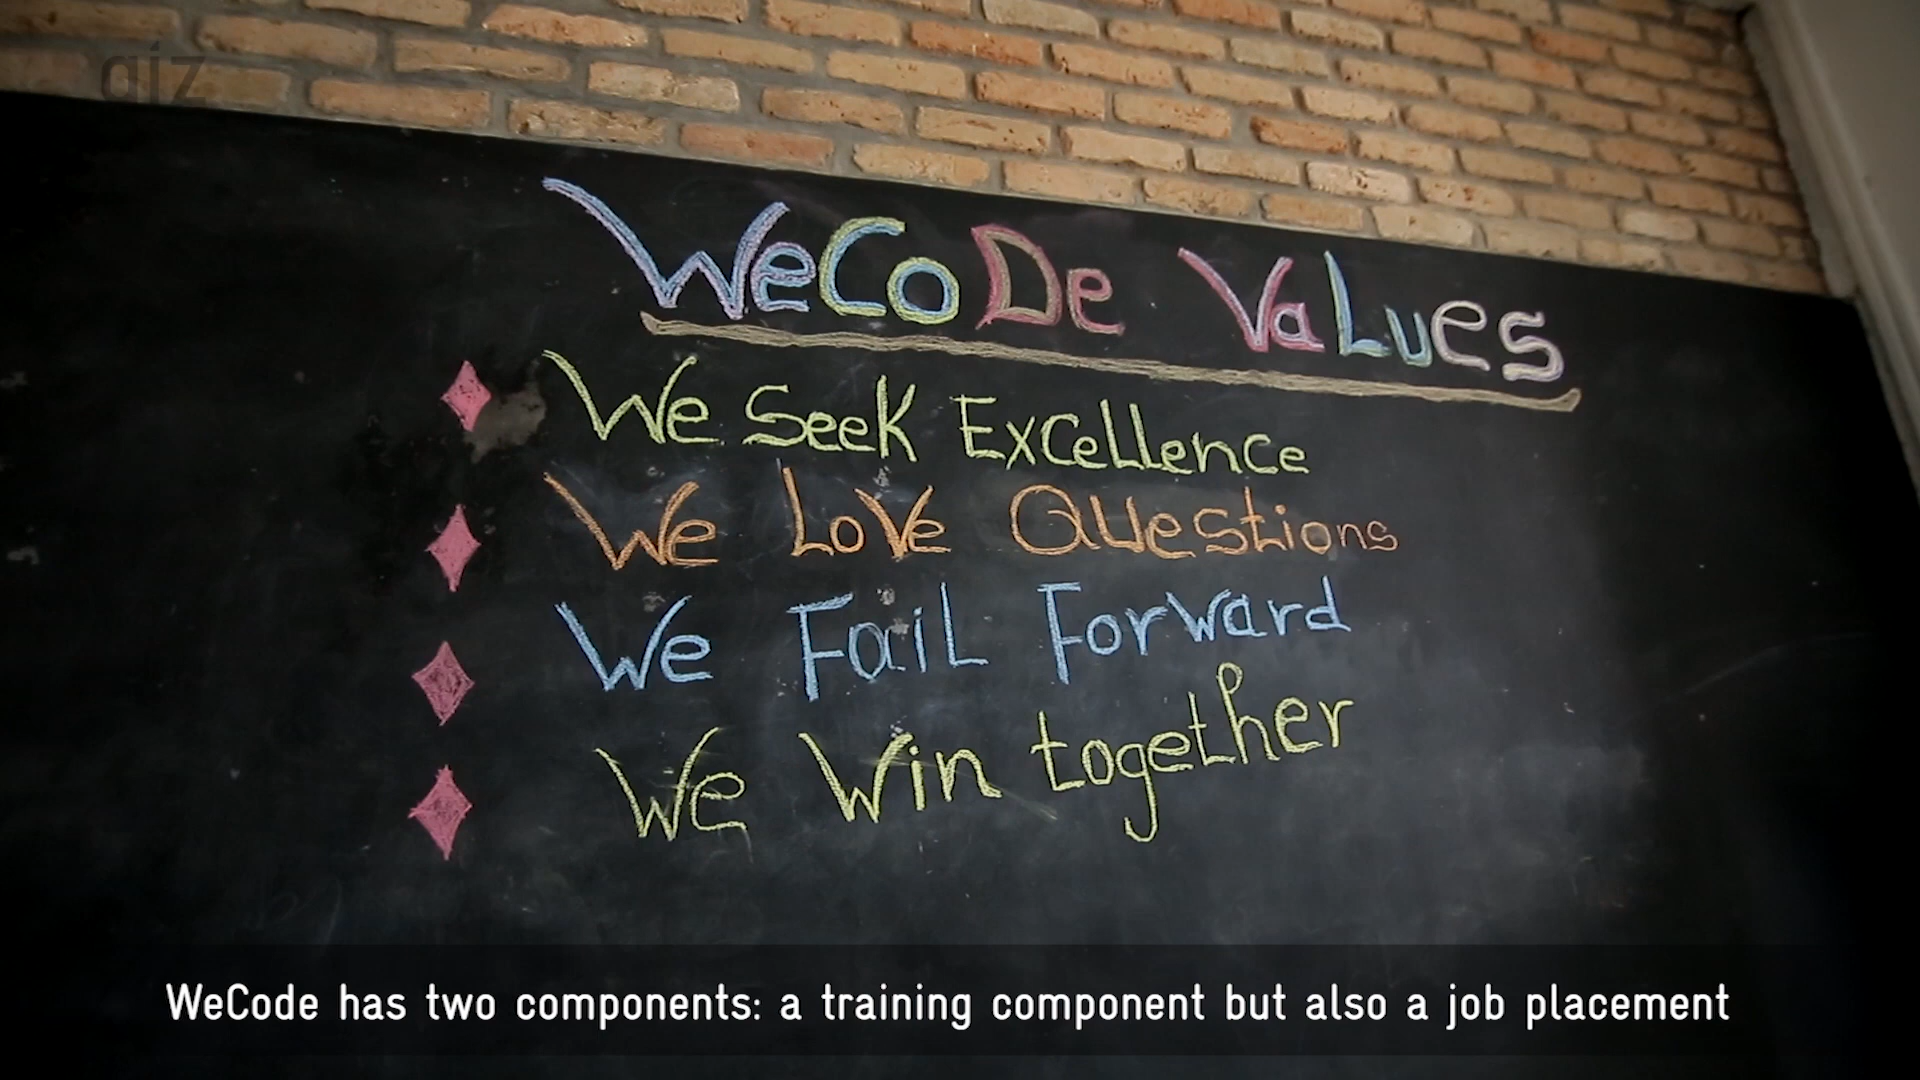 giz
WeCoDe VaLues
We Seek Excellence
We Love Questions
We FaiL Forward
We Win together
WeCode has two components: a training component but also a job placement